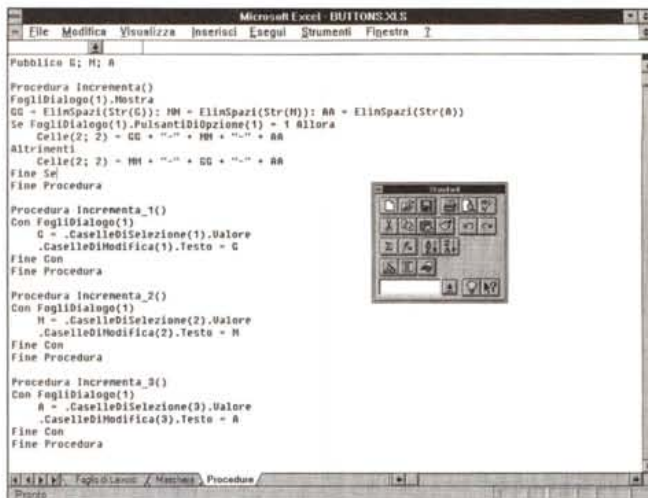 Microsoft Excel - BUTTONS.XLS
File Modifica Visualizza Inserisci Esegui Strumenti Finestra ?
Pubblico G; M; A
Procedura Incrementa()
FogliDialogo(1).Mostra
GG = ElimSpazi(Str(G)): MM = ElimSpazi(Str(M)): AA = ElimSpazi(Str(A))
Se FogliDialogo(1).PulsantiDiOpzione(1) = 1 Allora
Celle(2; 2) = GG + "-" + MM + "-" + AA
Altrimenti
Celle(2; 2) = MM + "-" + GG + "-" + AA
Fine Se
Fine Procedura
Standard
Procedura Incrementa_1()
Con FogliDialogo(1)
G = .CaselleDiSelezione(1).Valore
.CaselleDiModifica(1).Testo = G
Fine Con
Fine Procedura
Procedura Incrementa_2()
Con FogliDialogo(1)
M = .CaselleDiSelezione(2).Valore
.CaselleDiModifica(2).Testo = M
Fine Con
Fine Procedura
Procedura Incrementa_3()
Con FogliDialogo(1)
A = .CaselleDiSelezione(3).Valore
.CaselleDiModifica(3).Testo = A
Fine Con
Fine Procedura
Foglio di Lavoro Maschera Procedure
Pronto